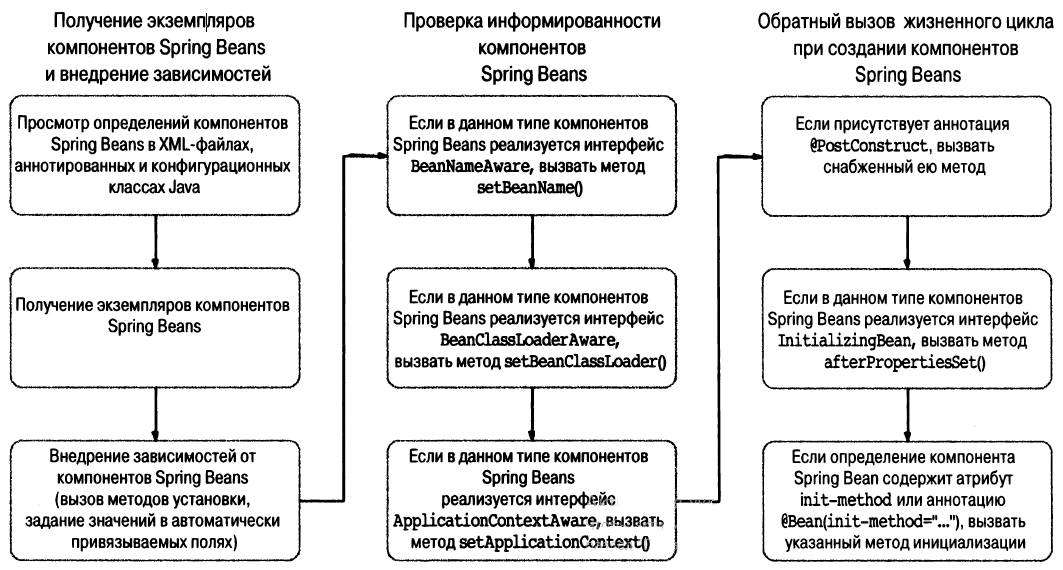 Получение экземпляров
компонентов Spring Beans
и внедрение зависимостей
Просмотр определений компонентов
Spring Beans в XML-файлах,
аннотированных и конфигурационных
классах Java
Получение экземпляров компонентов
Spring Beans
Внедрение зависимостей от
компонентов Spring Beans
(вызов методов установки,
задание значений в автоматически
привязываемых полях)
Проверка информированности
компонентов
Spring Beans
Если в данном типе компонентов
Spring Beans реализуется интерфейс
BeanNameAware, вызвать метод
setBeanName()
Если в данном типе компонентов
Spring Beans реализуется интерфейс
BeanClassLoaderAware,
вызвать метод setBeanClassLoader()
Если в данном типе компонентов
Spring Beans
реализуется интерфейс
ApplicationContextAware, вызвать
метод setApplicationContext()
Обратный вызов жизненного цикла
при создании компонентов
Spring Beans
Если присутствует аннотация
@PostConstruct, вызвать
снабженный ею метод
Если в данном типе компонентов
Spring Beans реализуется интерфейс
InitializingBean, вызвать метод
afterPropertiesSet()
Если определение компонента
Spring Bean содержит атрибут
init-method или аннотацию
@Bean(init-method="..."), вызвать
указанный метод инициализации